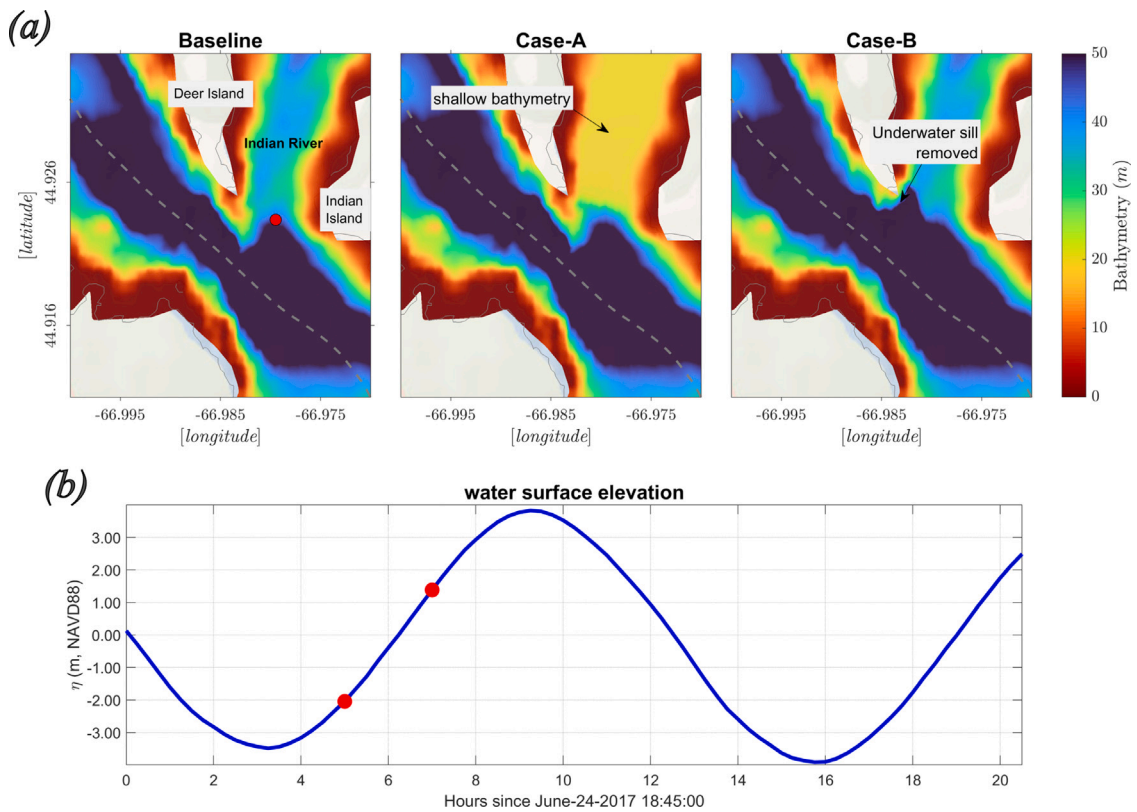 (a)
Baseline
Case-A
Case-B
Deer Island
Indian River
Indian
Island
shallow bathymetry
Underwater sill
removed
44.926
44.916
[latitude]
-66.995
-66.985
-66.975
[longitude]
-66.995
-66.985
-66.975
[longitude]
-66.995
-66.985
-66.975
[longitude]
50
40
30
20
10
0
Bathymetry (m)
(b)
water surface elevation
3.00
2.00
1.00
0.00
-1.00
-2.00
-3.00
η (m, NAVD88)
0 2 4 6 8 10 12 14 16 18 20
Hours since June-24-2017 18:45:00